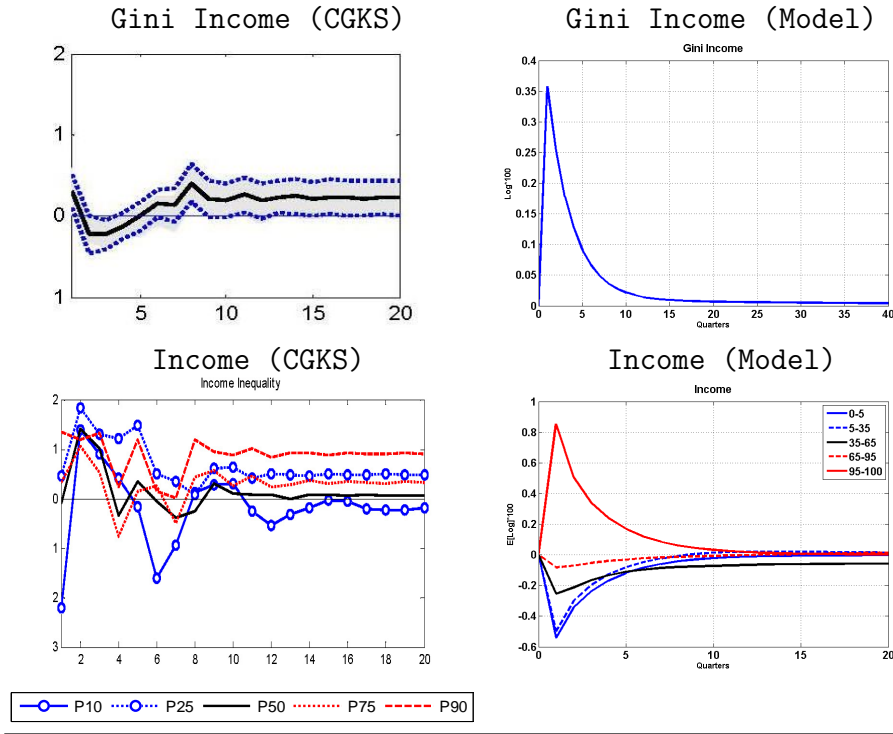 Gini Income (CGKS)
Gini Income (Model)
2
1
0
1
5
10
15
20
Gini Income
0.4
0.35
0.3
0.25
0.2
0.15
0.1
0.05
0
Log*100
0 5 10 15 20 25 30 35 40
Quarters
Income (CGKS)
Income (Model)
Income Inequality
2
1
0
1
2
3
2 4 6 8 10 12 14 16 18 20
P10 P25 P50 P75 P90
Income
1
0.8
0.6
0.4
0.2
0
-0.2
-0.4
-0.6
E[Log]*100
0-5
5-35
35-65
65-95
95-100
0 5 10 15 20
Quarters